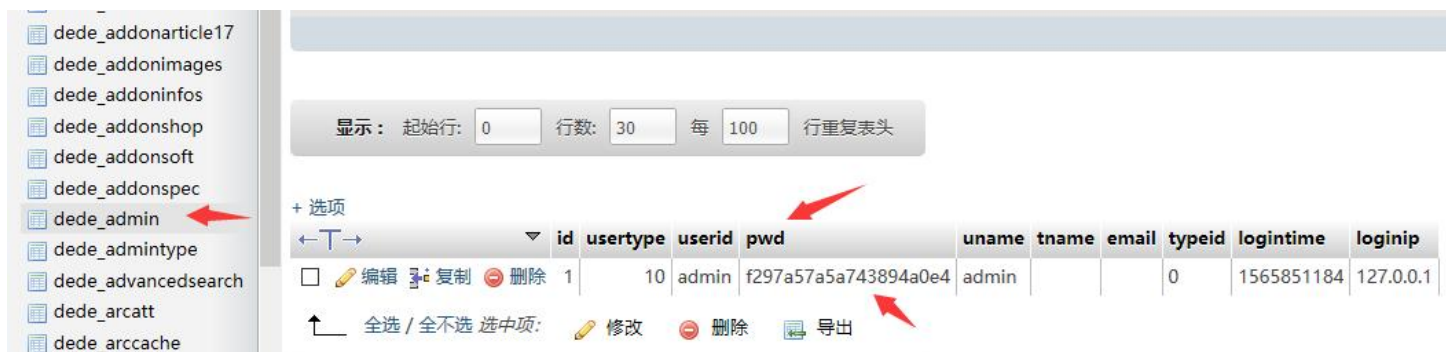 dede_addonarticle17
dede_addonimages
dede_addoninfos
dede_addonshop
dede_addonsoft
dede_addonspec
dede_admin
dede_admintype
dede_advancedsearch
dede_arcatt
dede_arccache
显示： 起始行: 0 行数: 30 每 100 行重复表头
+ 选项
←T→ id usertype userid pwd uname tname email typeid logintime loginip
编辑 复制 删除 1 10 admin f297a57a5a743894a0e4 admin 0 1565851184 127.0.0.1
全选 / 全不选 选中项: 修改 删除 导出